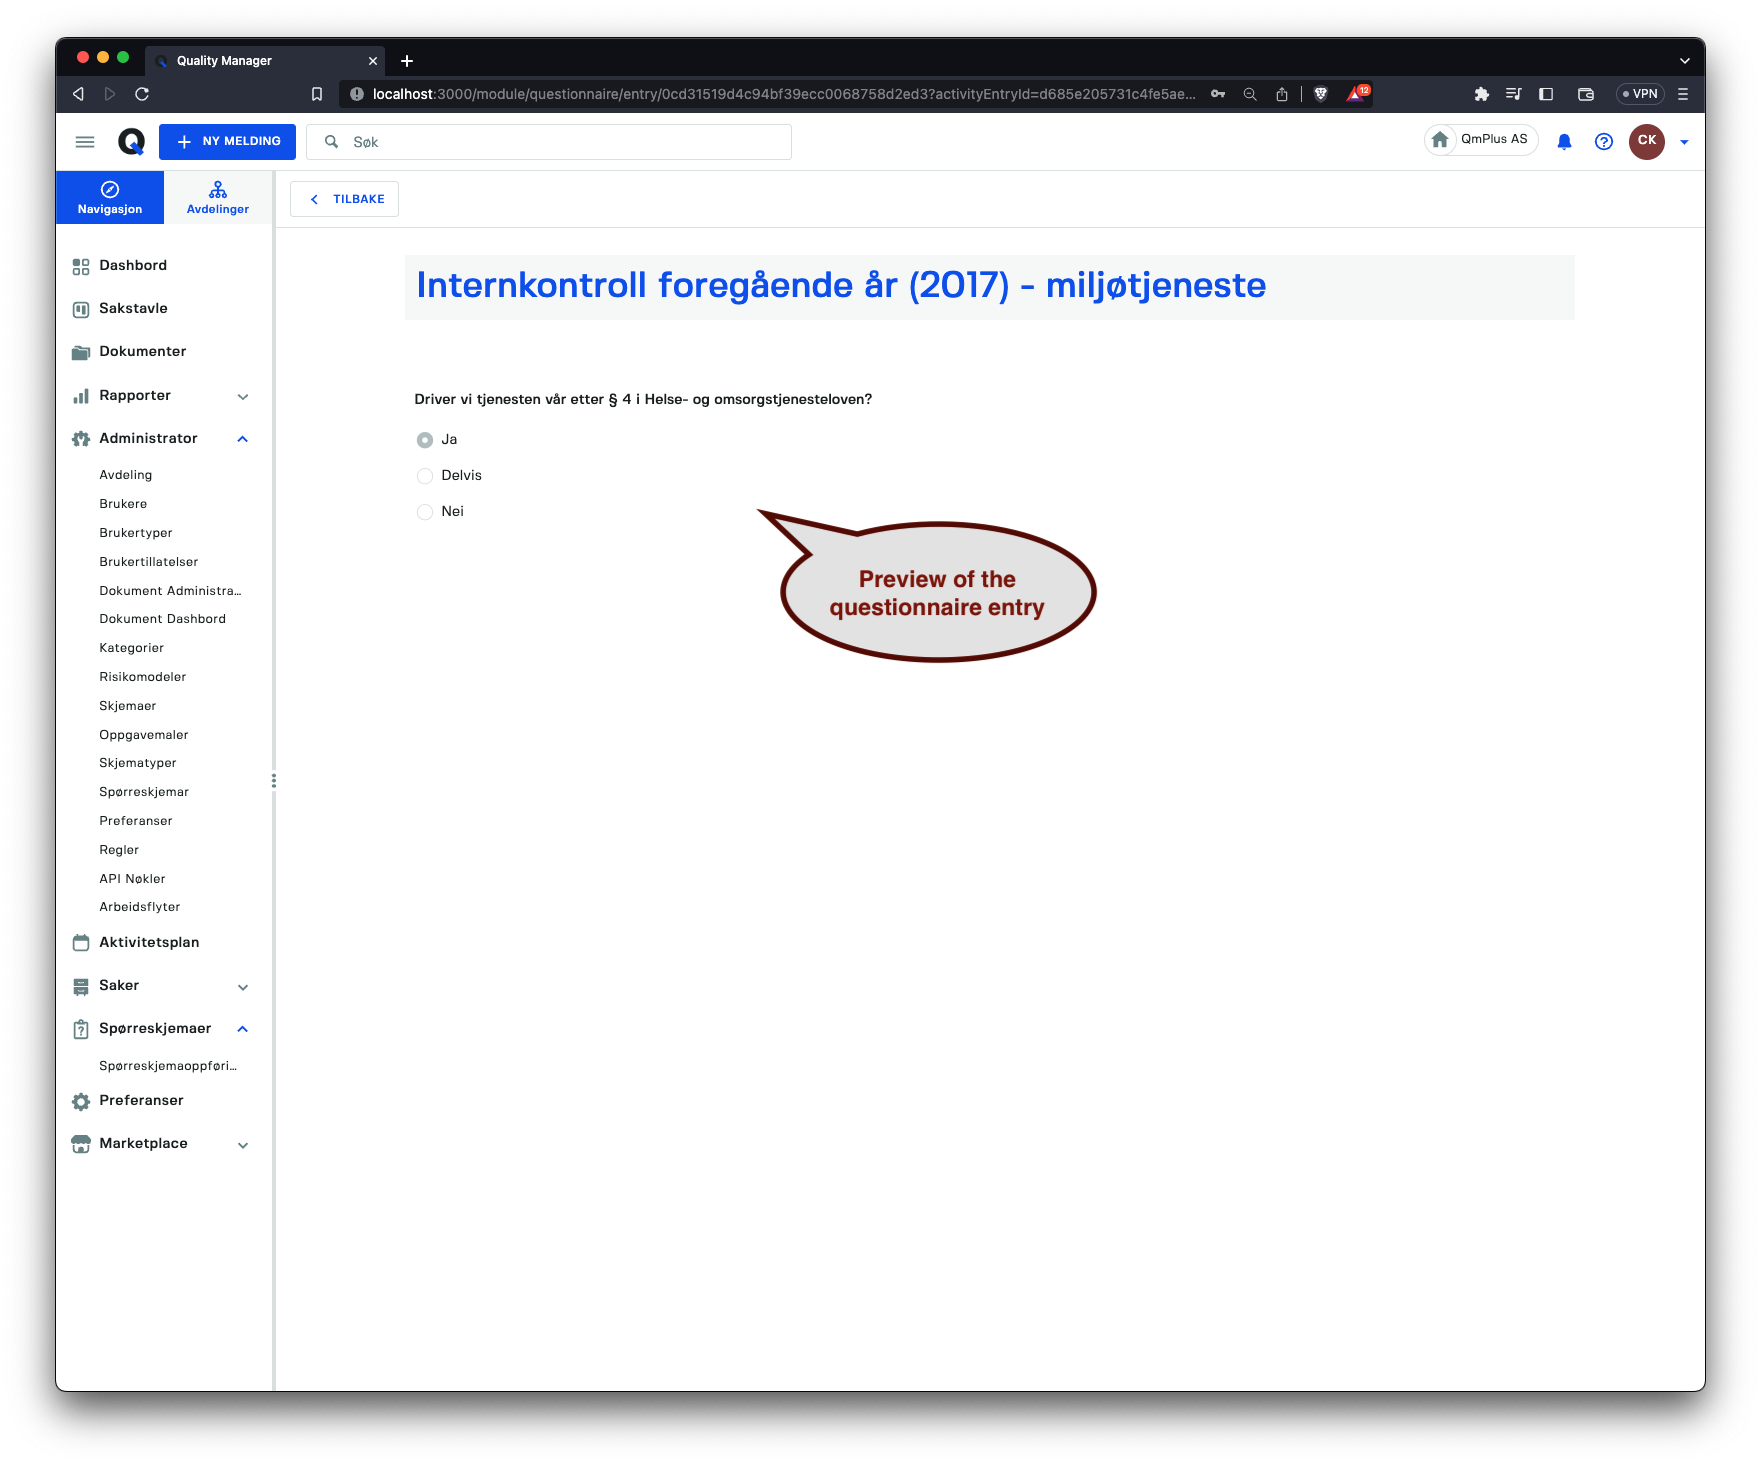 Quality Manager
localhost:3000/module/questionnaire/entry/0cd31519d4c94bf39ecc0068758d2ed3?activityEntryId=d685e205731c4fe5ae...
12
VPN
NY MELDING
Søk
QmPlus AS
CK
Navigasjon
Avdelinger
TILBAKE
Dashbord
Sakstavle
Dokumenter
Rapporter
Administrator
Avdeling
Brukere
Brukertyper
Brukertillatelser
Dokument Administra...
Dokument Dashbord
Kategorier
Risikomodeler
Skjemaer
Oppgavemaler
Skjematyper
Spørreskjemar
Preferanser
Regler
API Nøkler
Arbeidsflyter
Aktivitetsplan
Saker
Spørreskjemaer
Spørreskjemaoppføri...
Preferanser
Marketplace
Internkontroll foregående år (2017) - miljøtjeneste
Driver vi tjenesten vår etter § 4 i Helse- og omsorgstjenesteloven?
Ja
Delvis
Nei
Preview of the
questionnaire entry